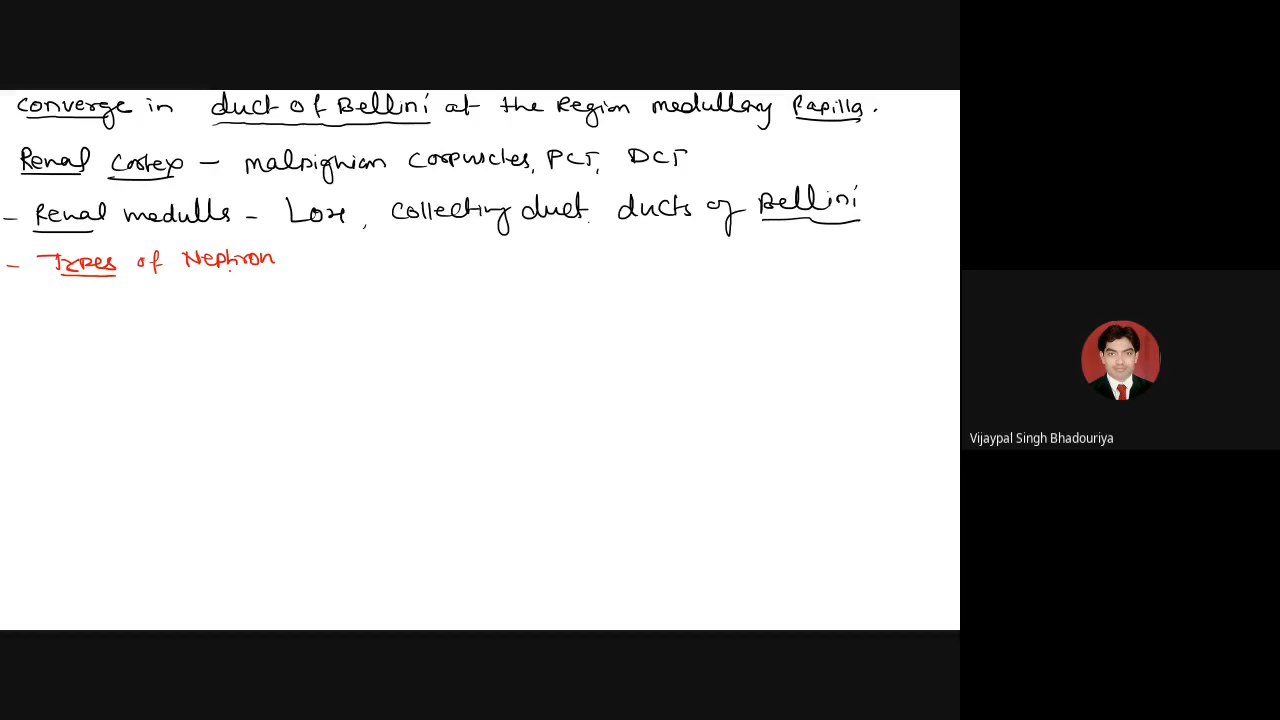 converge in duct of Bellini at the Region medullary Papilla.
Renal Cortex - malpighian Corpuscles, PCT, DCT
- Renal medulla - LOH, Collecting duct. ducts of Bellini
- Types of Nephron
Vijaypal Singh Bhadouriya